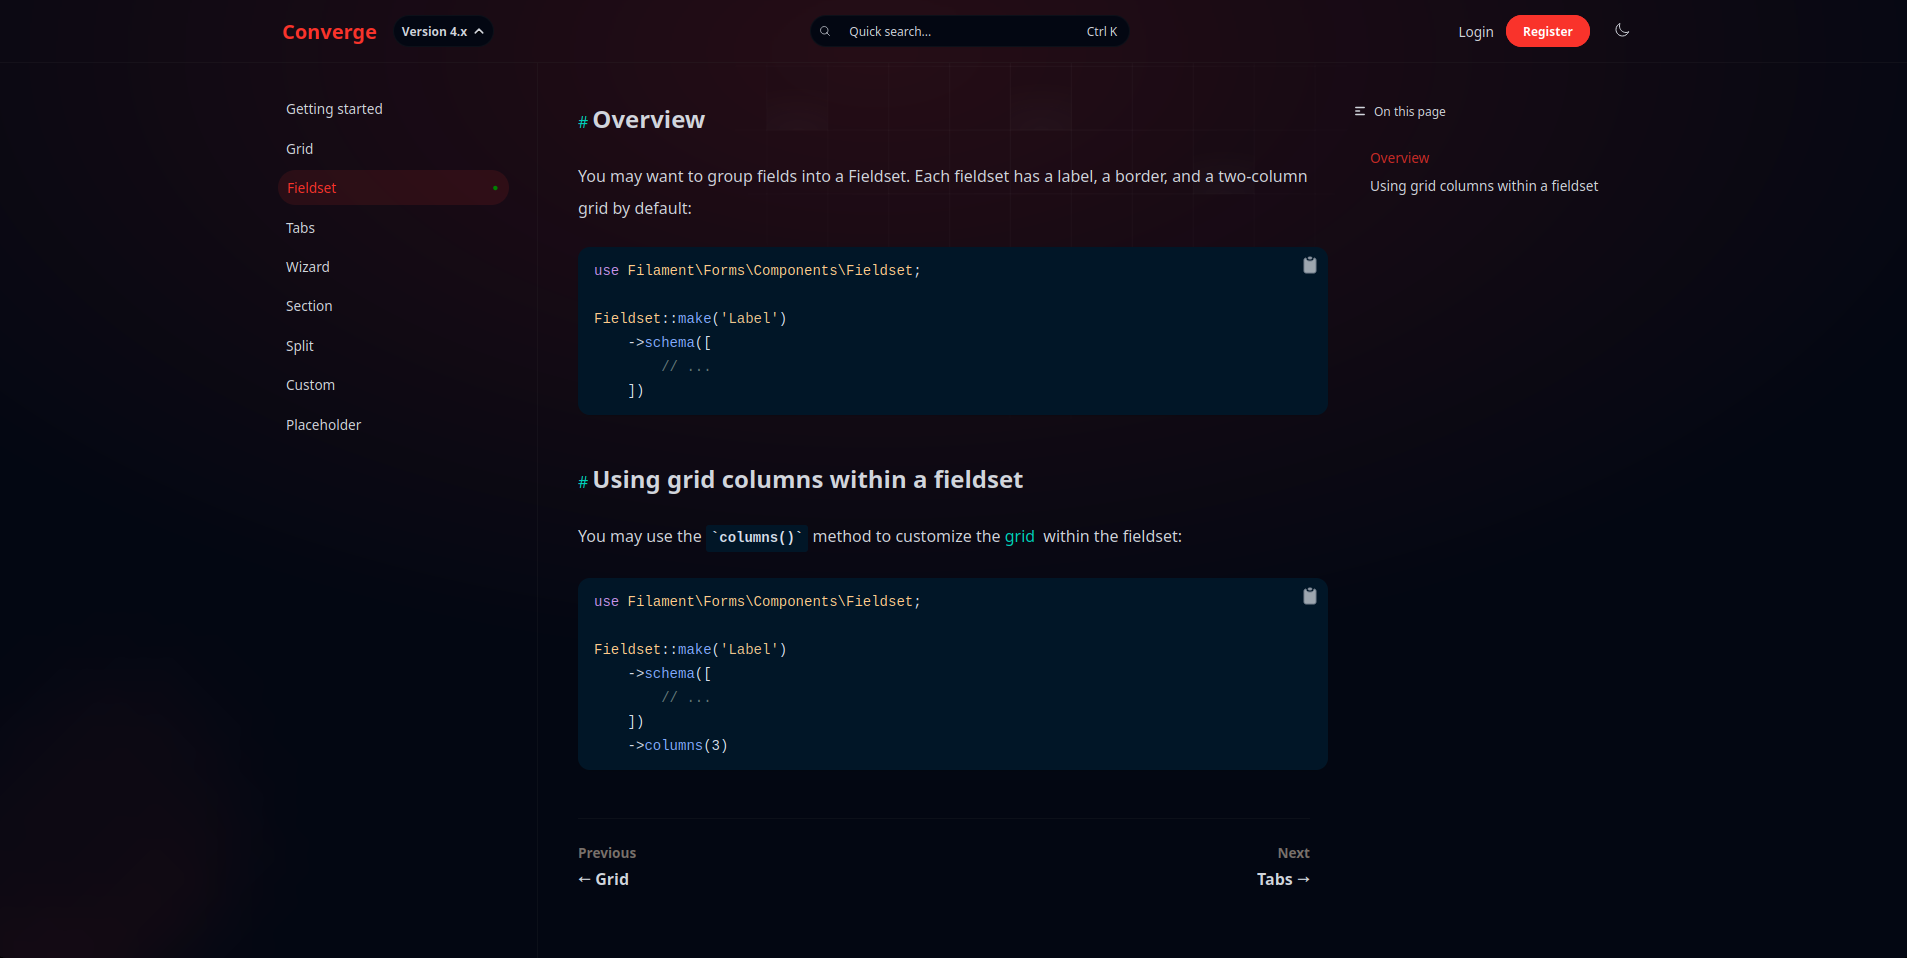 Converge
Version 4.x
Quick search...
Ctrl K
Login
Register
Getting started
Grid
Fieldset
Tabs
Wizard
Section
Split
Custom
Placeholder
# Overview
You may want to group fields into a Fieldset. Each fieldset has a label, a border, and a two-column
grid by default:
use Filament\Forms\Components\Fieldset;
Fieldset::make('Label')
    ->schema([
        // ...
    ])
# Using grid columns within a fieldset
You may use the `columns()` method to customize the grid within the fieldset:
use Filament\Forms\Components\Fieldset;
Fieldset::make('Label')
    ->schema([
        // ...
    ])
    ->columns(3)
Previous
← Grid
Next
Tabs →
On this page
Overview
Using grid columns within a fieldset